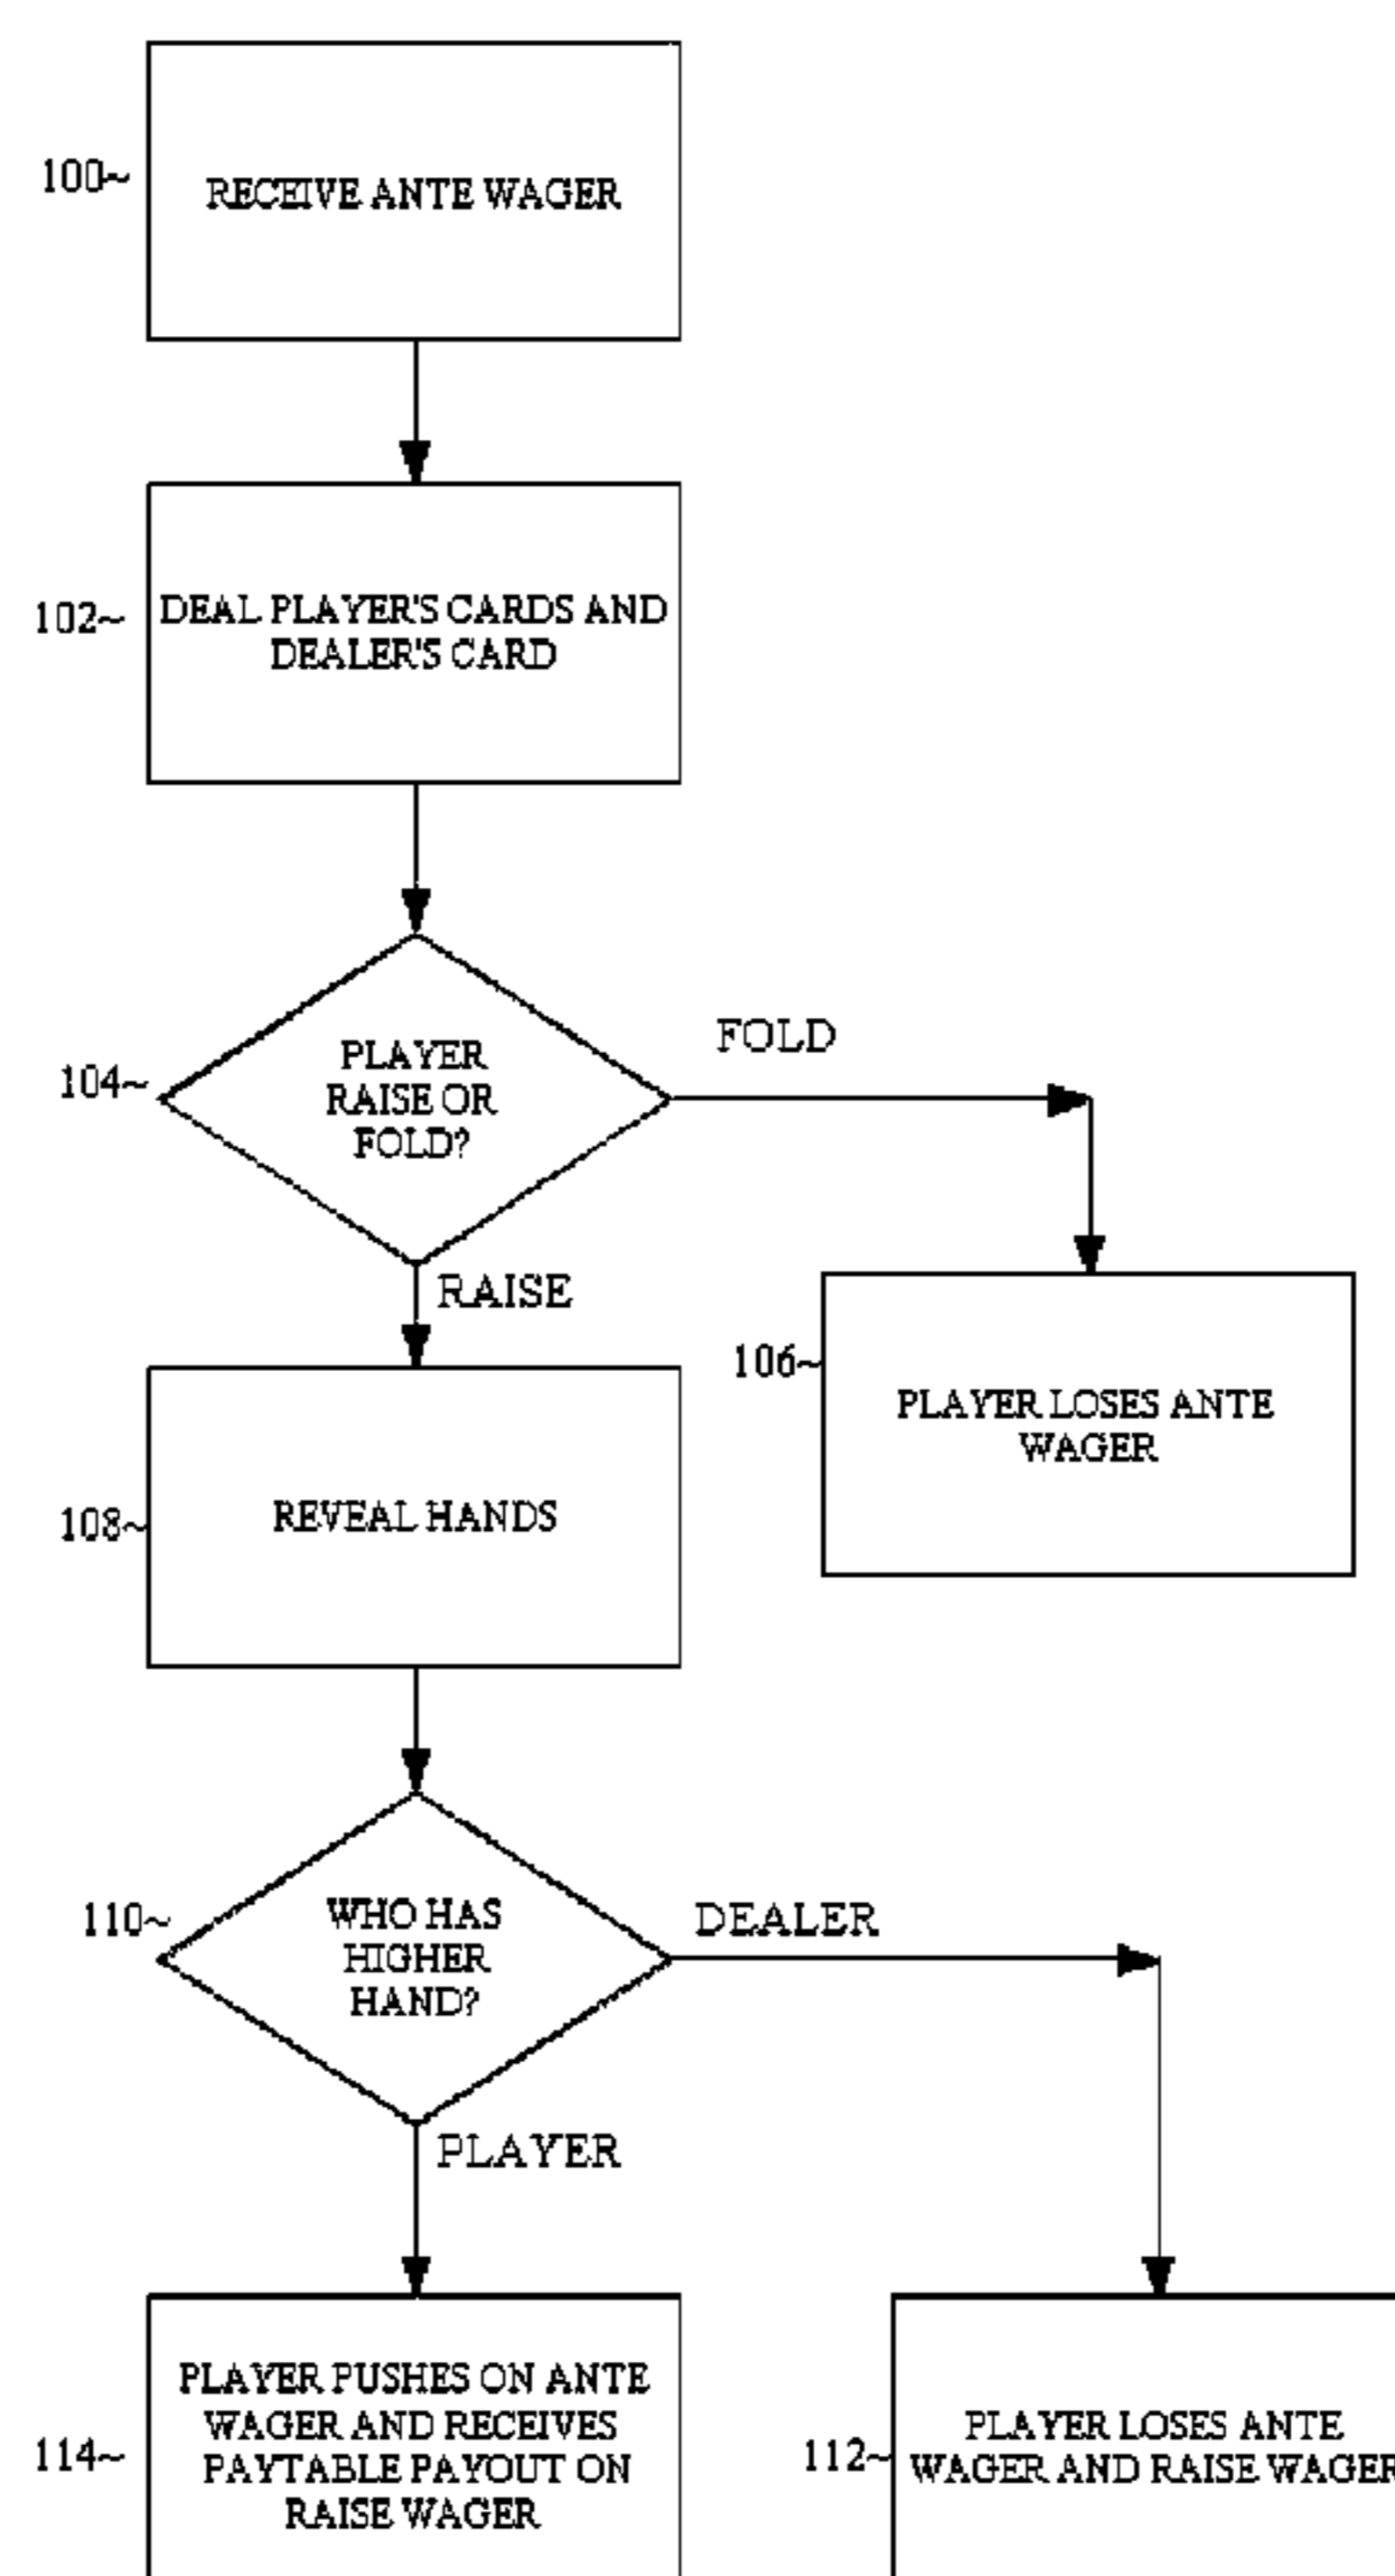 100~
RECEIVE ANTE WAGER
102~
DEAL PLAYER'S CARDS AND
DEALER'S CARD
104~
PLAYER
RAISE OR
FOLD?
FOLD
RAISE
106~
PLAYER LOSES ANTE
WAGER
108~
REVEAL HANDS
110~
WHO HAS
HIGHER
HAND?
DEALER
PLAYER
114~
PLAYER PUSHES ON ANTE
WAGER AND RECEIVES
PAYTABLE PAYOUT ON
RAISE WAGER
112~
PLAYER LOSES ANTE
WAGER AND RAISE WAGER